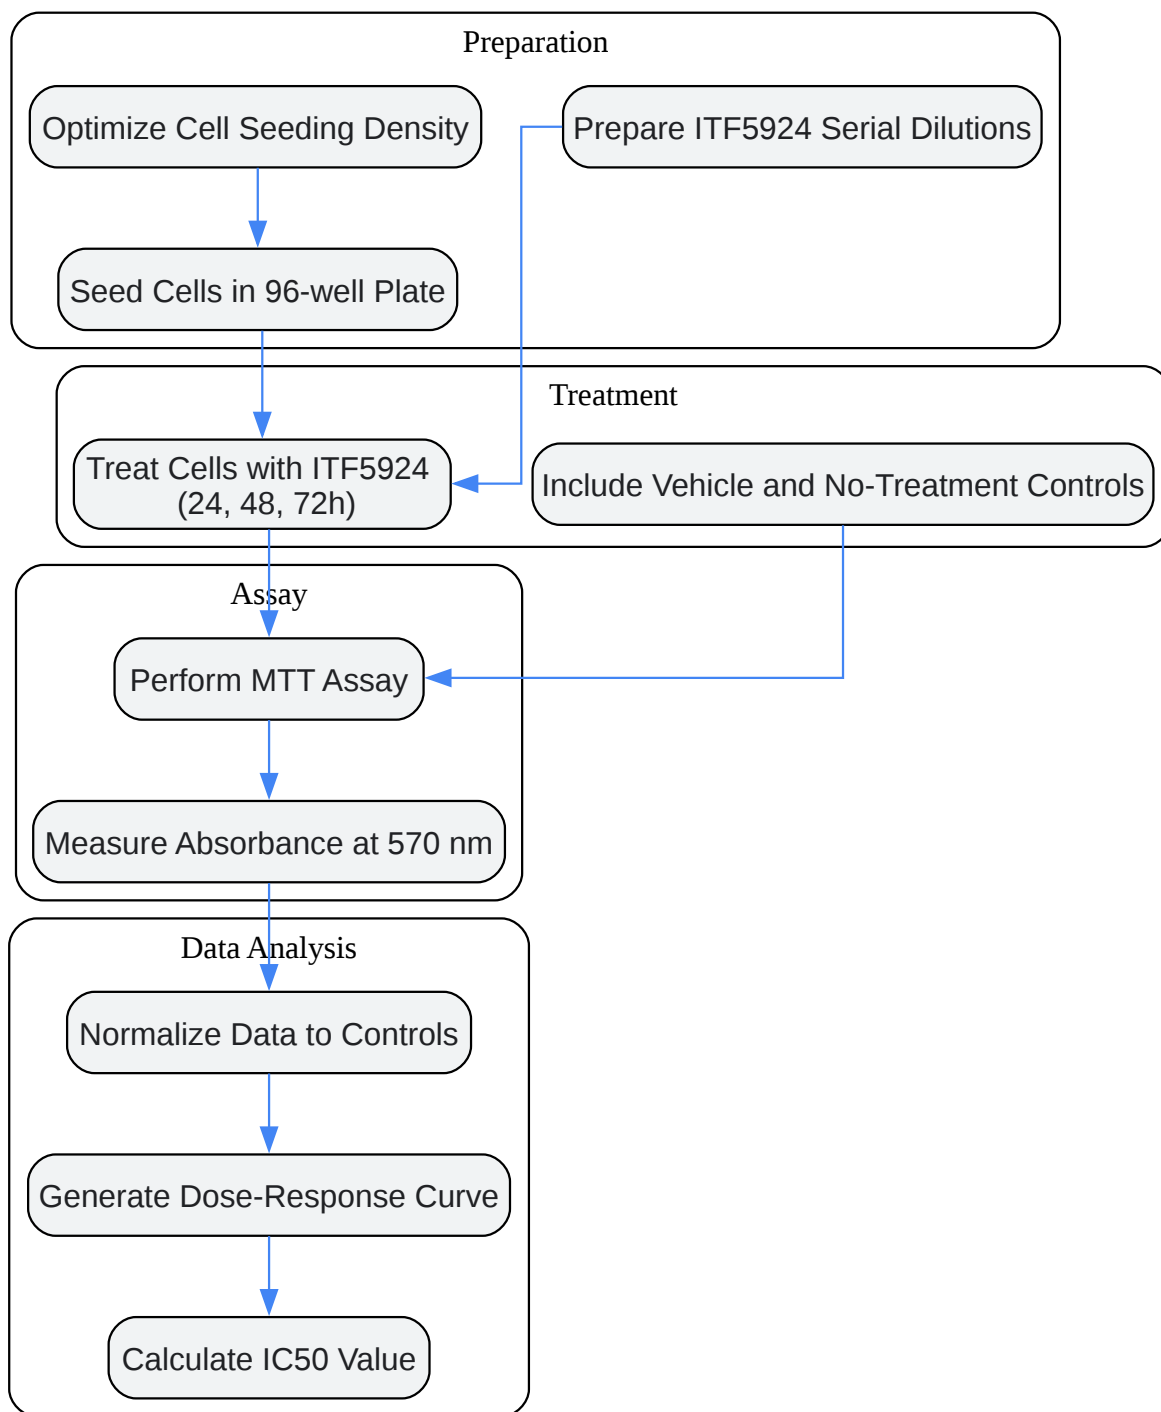 Preparation
Optimize Cell Seeding Density
Prepare ITF5924 Serial Dilutions
Seed Cells in 96-well Plate
Treatment
Treat Cells with ITF5924
(24, 48, 72h)
Include Vehicle and No-Treatment Controls
Assay
Perform MTT Assay
Measure Absorbance at 570 nm
Data Analysis
Normalize Data to Controls
Generate Dose-Response Curve
Calculate IC50 Value